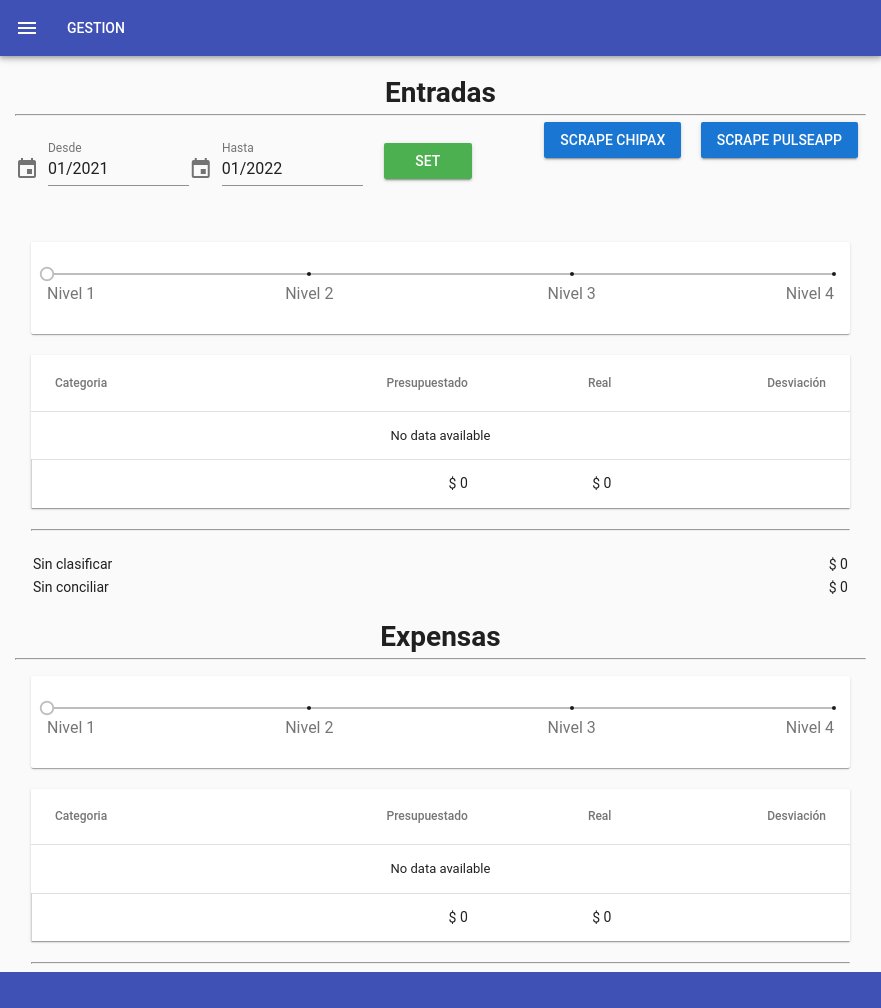 GESTION
Entradas
SCRAPE CHIPAX SCRAPE PULSEAPP
Desde Hasta
01/2021 01/2022 SET
Nivel 1 Nivel 2 Nivel 3 Nivel 4
Categoria Presupuestado Real Desviación
No data available
$ 0 $ 0
Sin clasificar $ 0
Sin conciliar $ 0
Expensas
Nivel 1 Nivel 2 Nivel 3 Nivel 4
Categoria Presupuestado Real Desviación
No data available
$ 0 $ 0